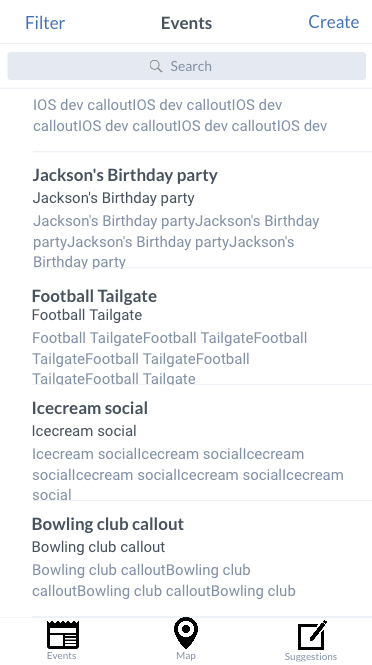 Filter Events Create
Search
IOS dev calloutIOS dev calloutIOS dev
calloutIOS dev calloutIOS dev calloutIOS dev
Jackson's Birthday party
Jackson's Birthday party
Jackson's Birthday partyJackson's Birthday
partyJackson's Birthday partyJackson's
Birthday party
Football Tailgate
Football Tailgate
Football TailgateFootball TailgateFootball
TailgateFootball TailgateFootball
TailgateFootball Tailgate
Icecream social
Icecream social
Icecream socialIcecream socialIcecream
socialIcecream socialIcecream socialIcecream
social
Bowling club callout
Bowling club callout
Bowling club calloutBowling club
calloutBowling club calloutBowling club
Events Map Suggestions